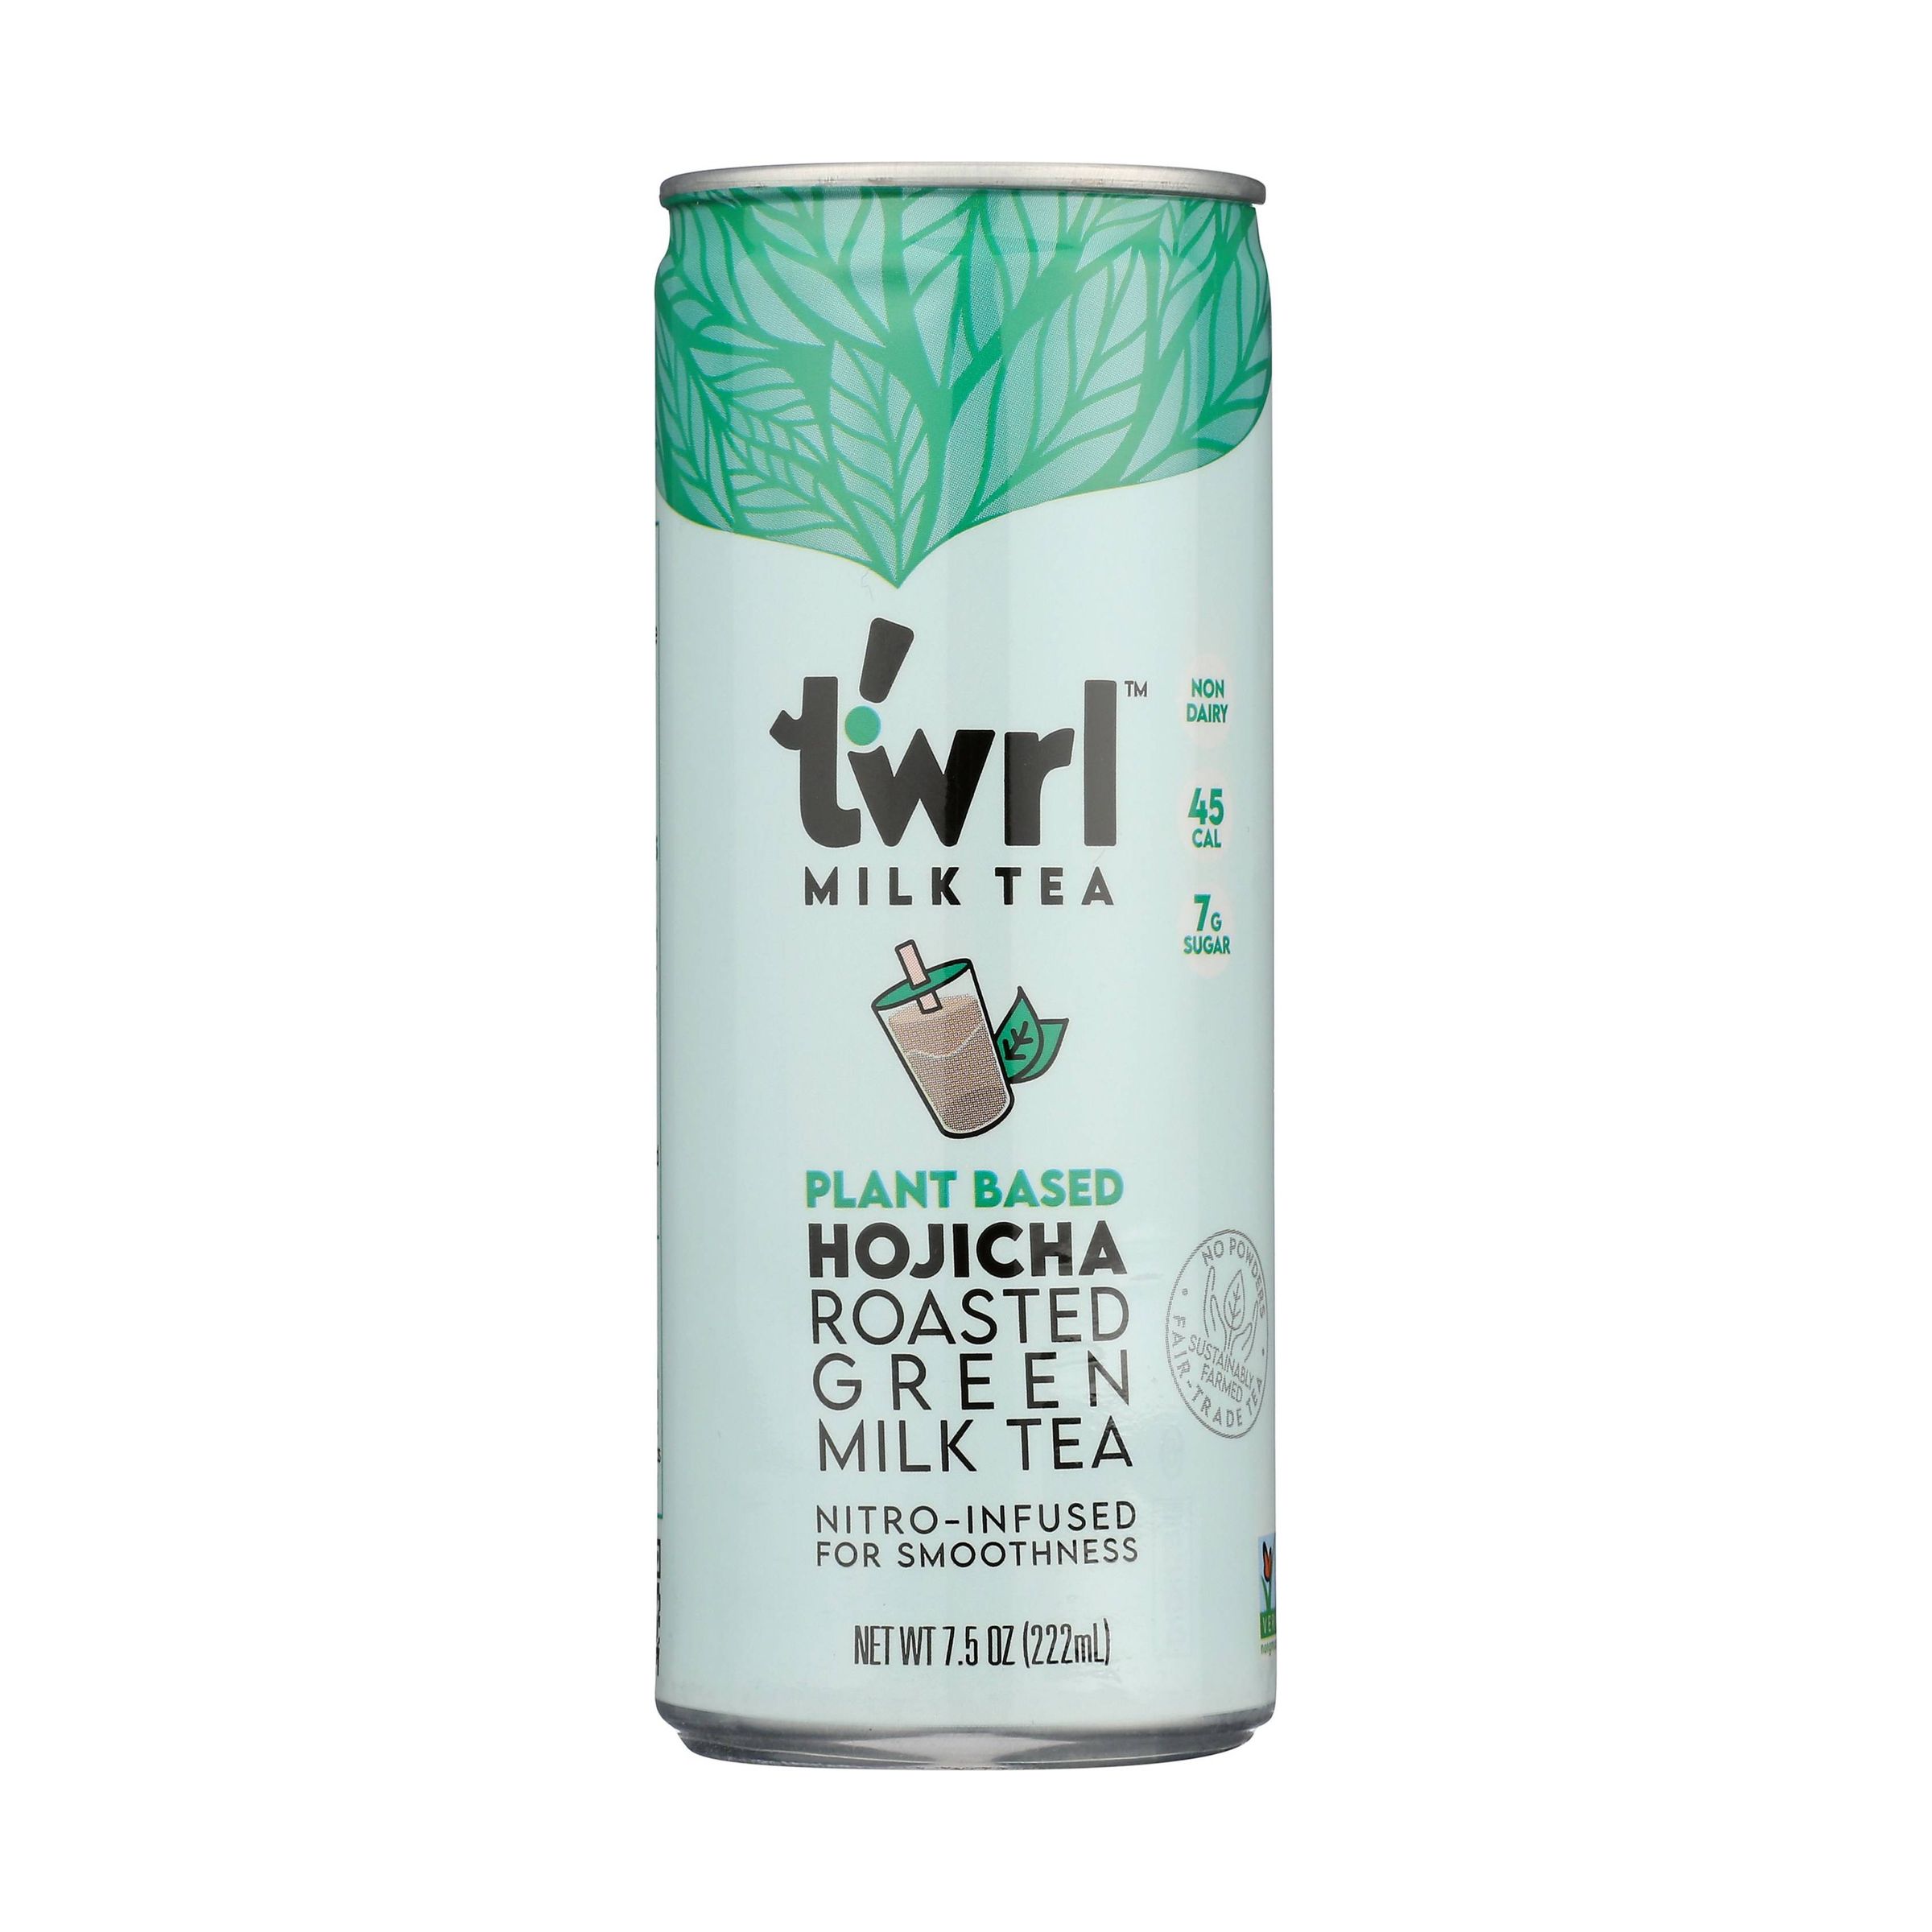 twrl™
MILK TEA
NON
DAIRY
45
CAL
7G
SUGAR
PLANT BASED
HOJICHA
ROASTED
GREEN
MILK TEA
NO POWDERS
SUSTAINABLY
FARMED
FAIR-TRADE TEA
NITRO-INFUSED
FOR SMOOTHNESS
NET WT 7.5 OZ (222mL)